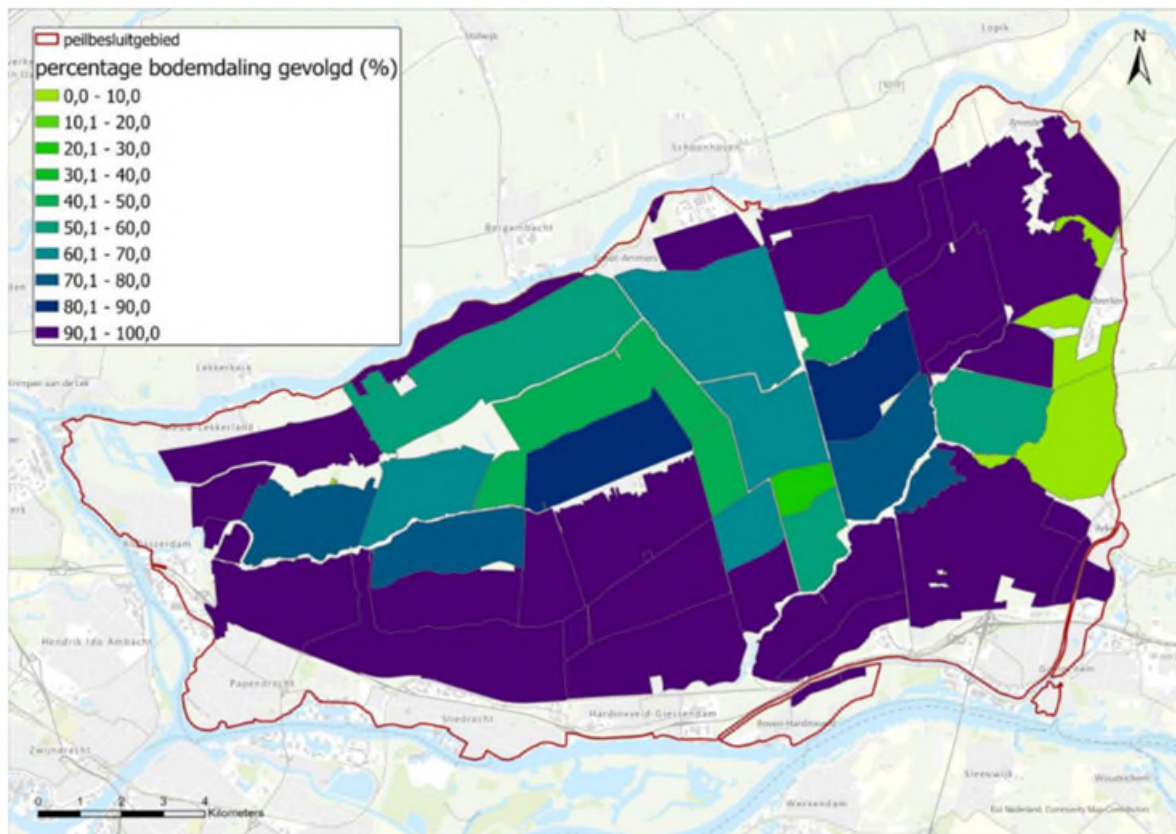 peilbesluitgebied
percentage bodemdaling gevolgd (%)
0,0 - 10,0
10,1 - 20,0
20,1 - 30,0
30,1 - 40,0
40,1 - 50,0
50,1 - 60,0
60,1 - 70,0
70,1 - 80,0
80,1 - 90,0
90,1 - 100,0
N
Lopik
Stolwijk
Schoonhoven
Bergambacht
Groot-Ammers
Lekkerkerk
Krimpen aan de Lek
Nieuw-Lekkerland
Alblasserdam
Hendrik Ido Ambacht
Papendrecht
Sliedrecht
Hardinxveld-Giessendam
Boven-Hardinxveld
Gorinchem
Zwijndrecht
Werkendam
Sleeuwijk
Woudrichem
0 1 2 3 4
Kilometers
Esri Nederland, Community Map Contributors